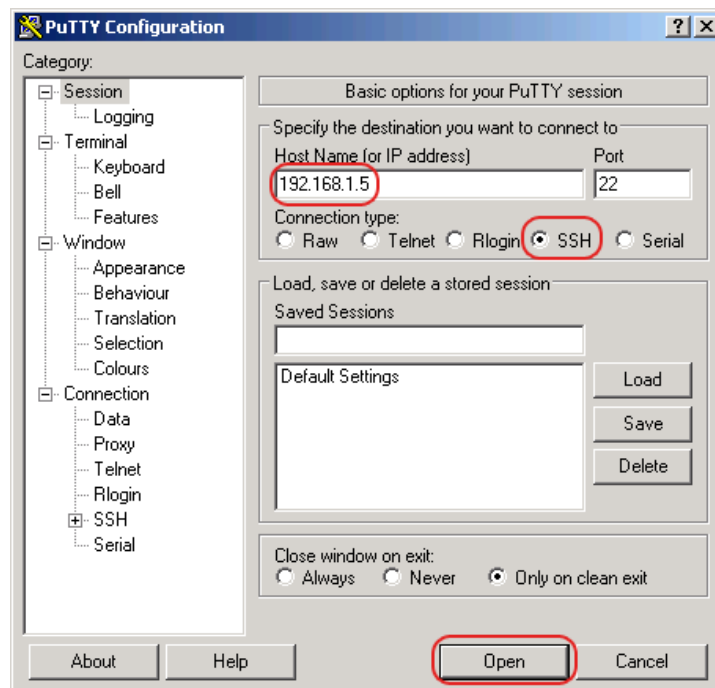 PuTTY Configuration
Category:
Session
Logging
Terminal
Keyboard
Bell
Features
Window
Appearance
Behaviour
Translation
Selection
Colours
Connection
Data
Proxy
Telnet
Rlogin
SSH
Serial
Basic options for your PuTTY session
Specify the destination you want to connect to
Host Name (or IP address) Port
192.168.1.5 22
Connection type:
Raw Telnet Rlogin SSH Serial
Load, save or delete a stored session
Saved Sessions
Default Settings
Load
Save
Delete
Close window on exit:
Always Never Only on clean exit
About Help Open Cancel